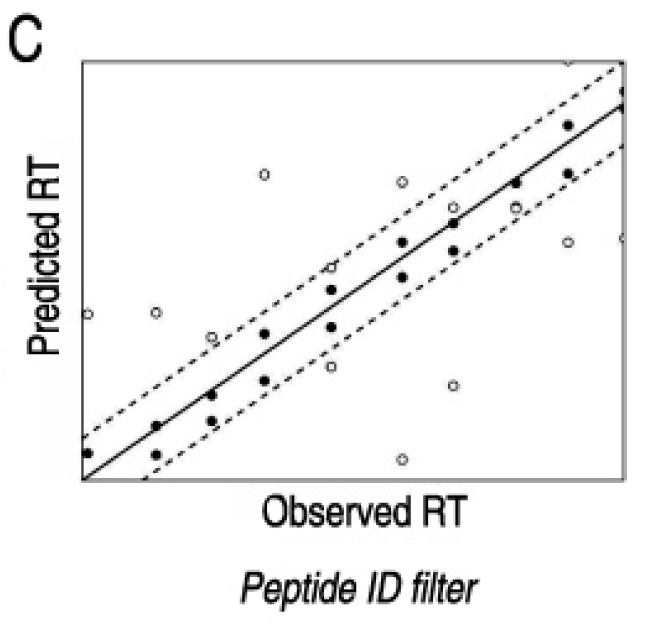 C
Predicted RT
Observed RT
Peptide ID filter